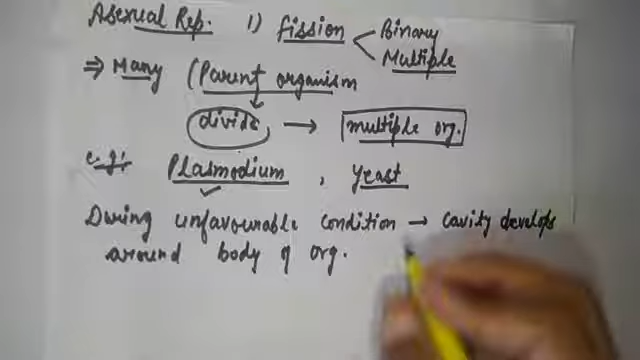 Asexual Rep. 1) fission < Binary
Multiple
⇒ Many (Parent organism
divide → multiple org.
e.g; Plasmodium , yeast
During unfavourable condition → cavity develops
around body of org.